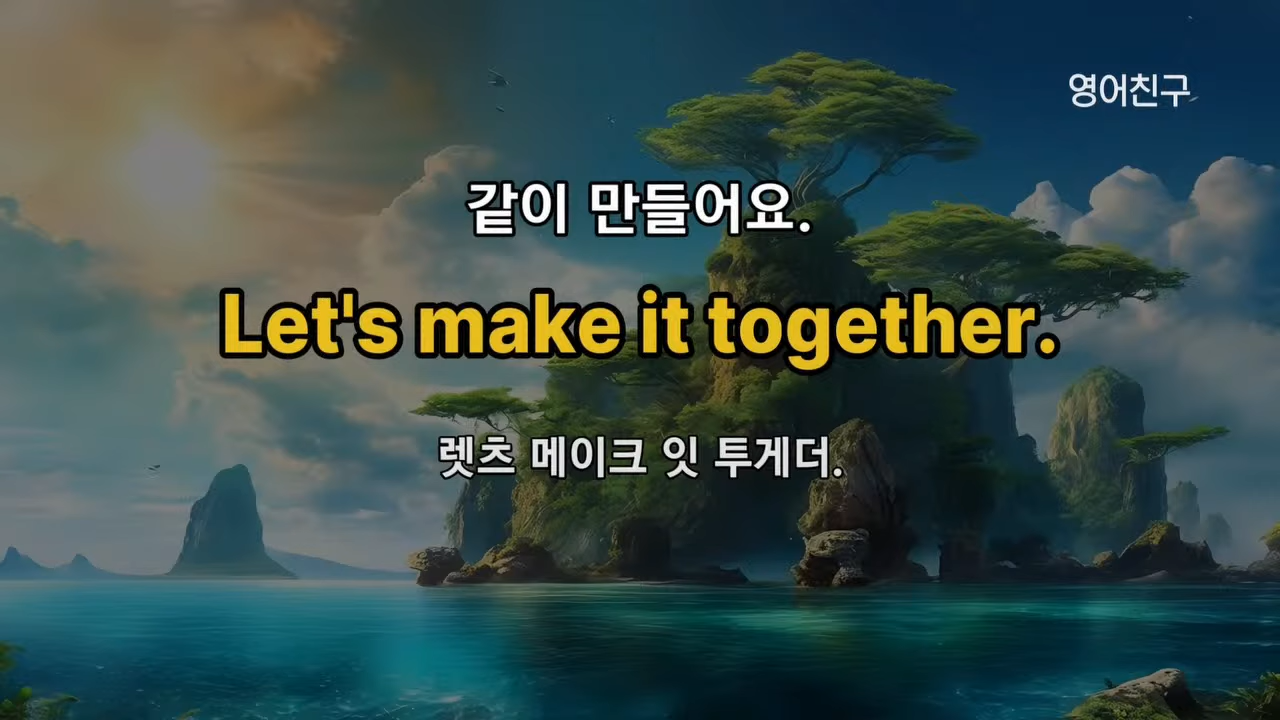 영어친구
같이 만들어요.
Let's make it together.
렛츠 메이크 잇 투게더.